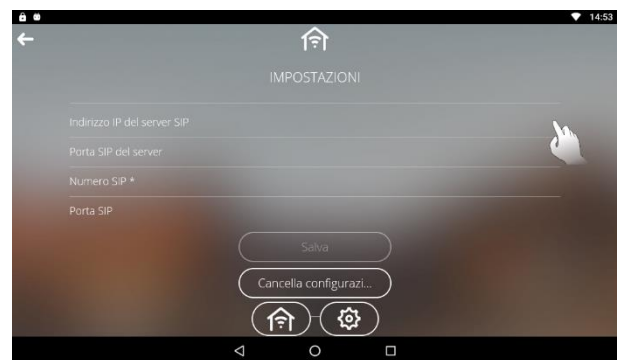 14:53
IMPOSTAZIONI
Indirizzo IP del server SIP
Porta SIP del server
Numero SIP *
Porta SIP
Salva
Cancella configurazi...